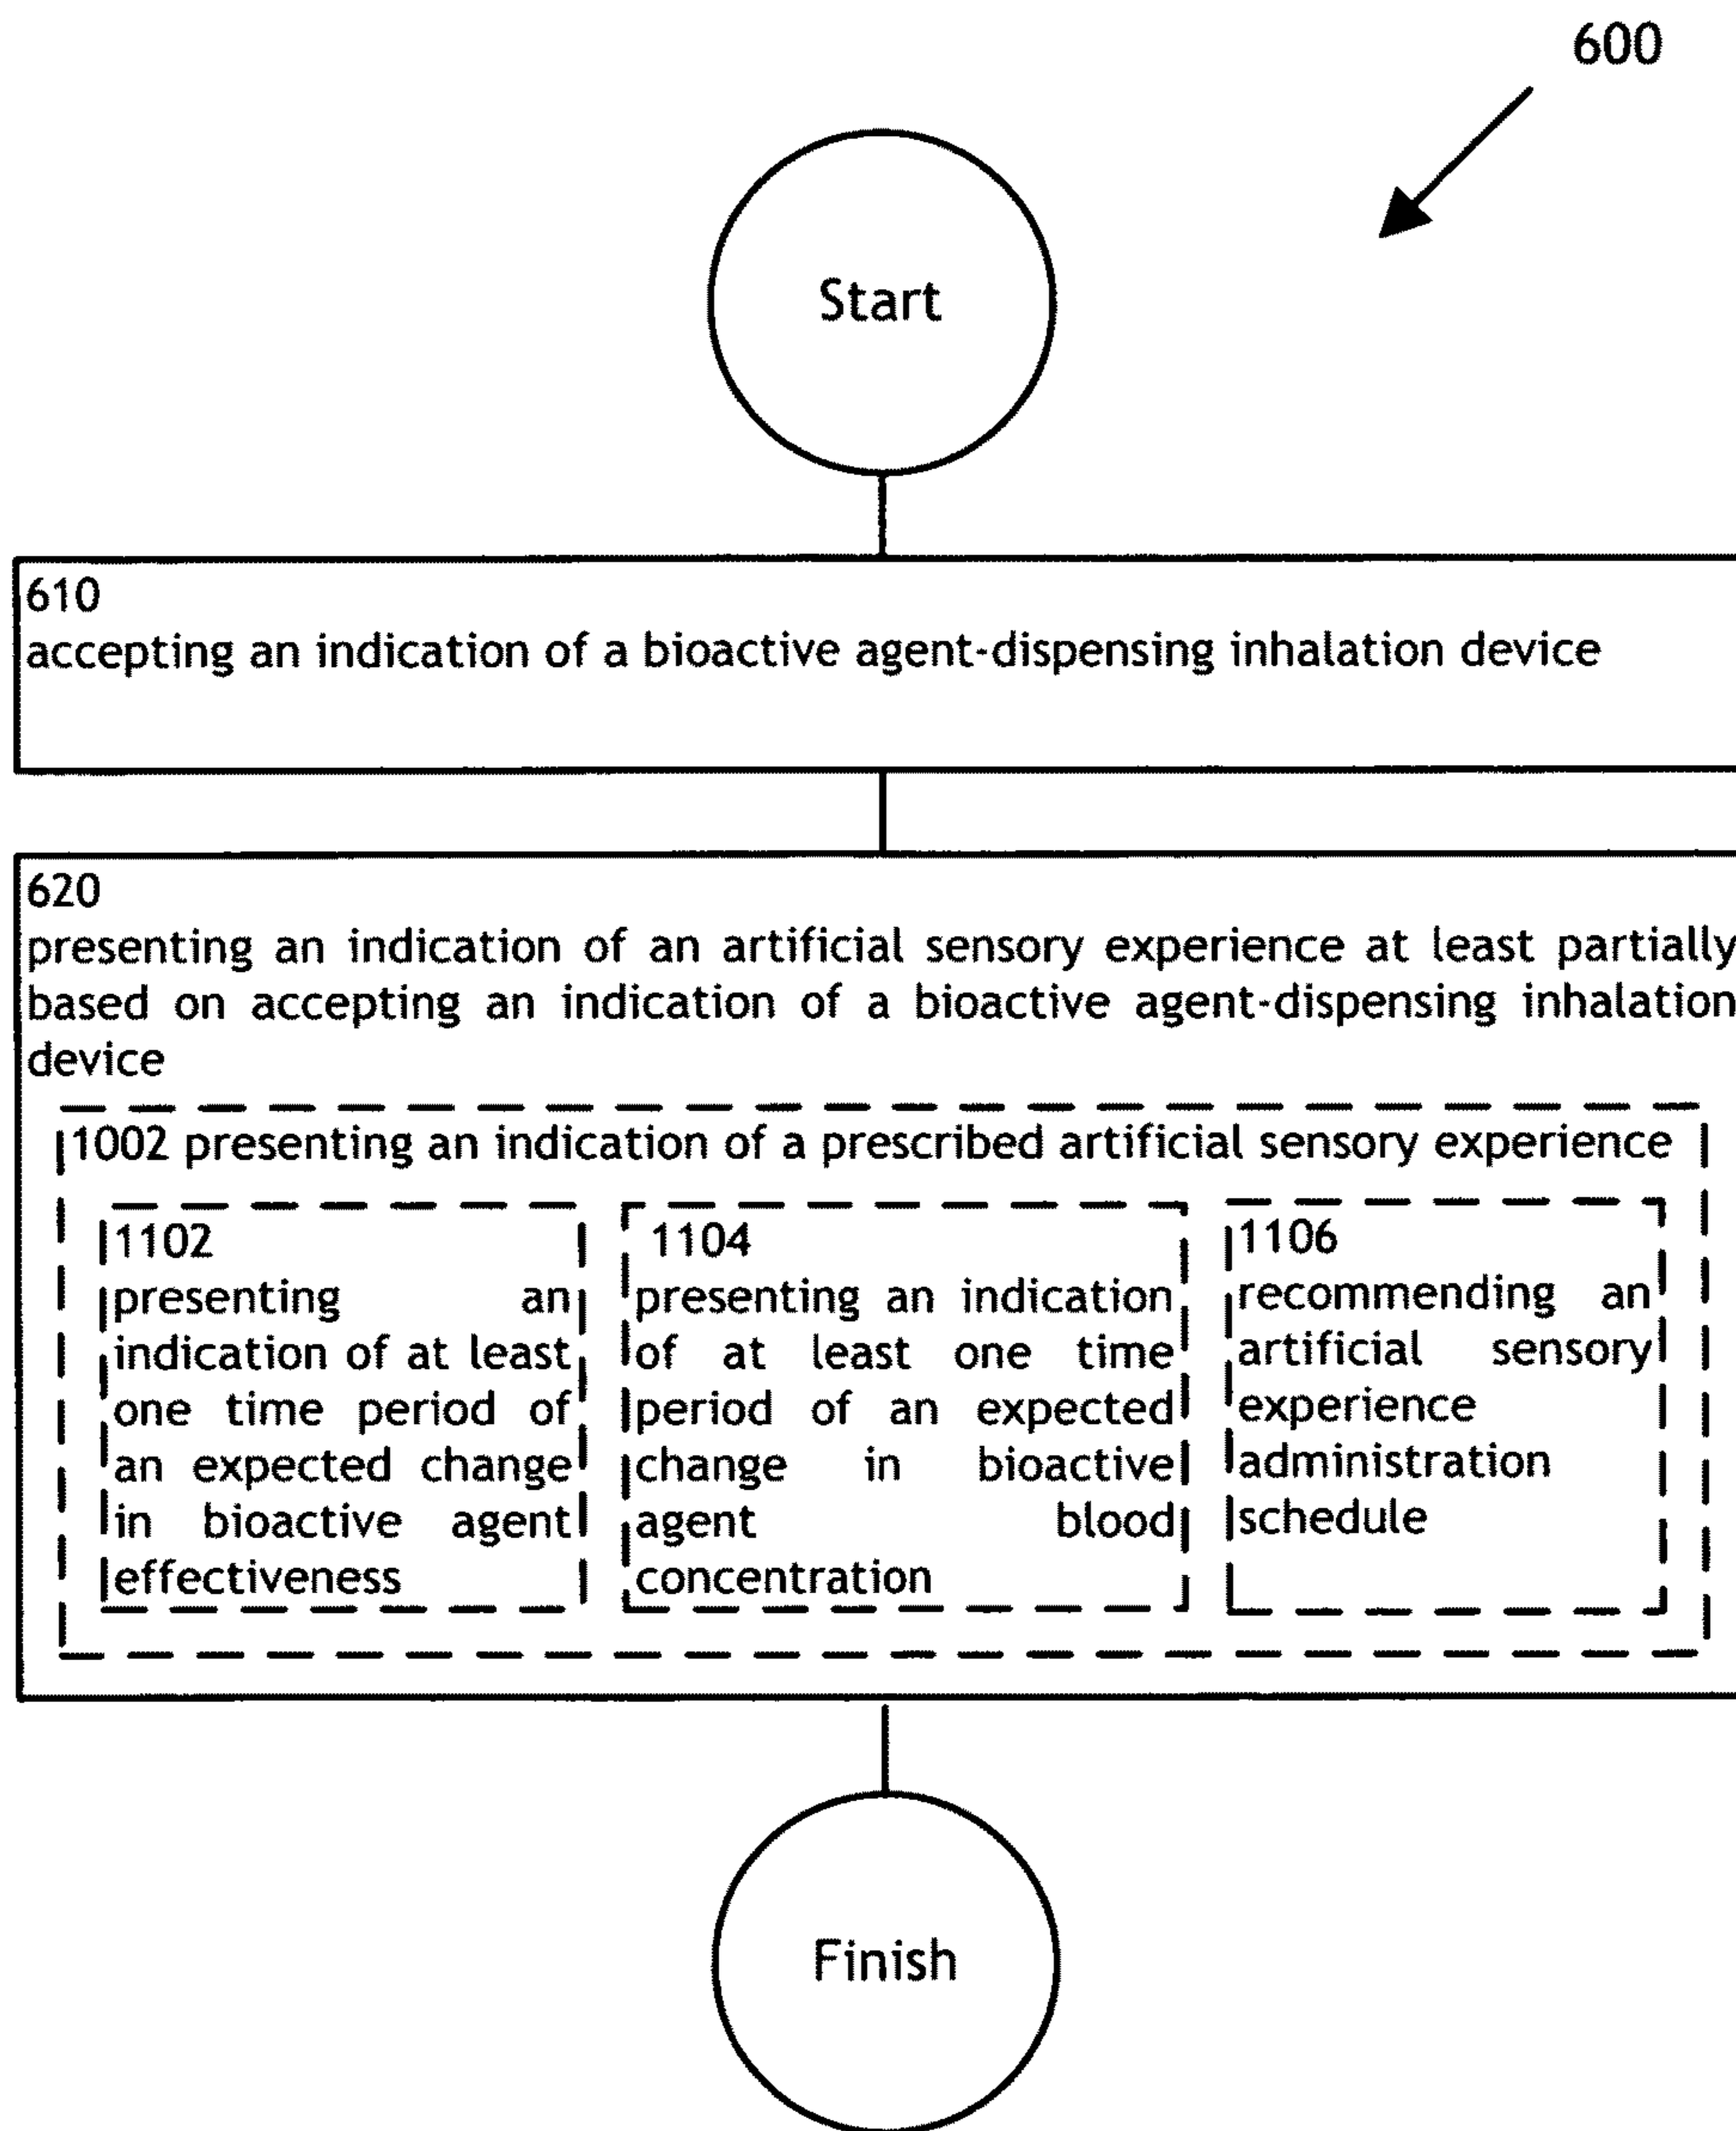 600
Start
610
accepting an indication of a bioactive agent-dispensing inhalation device
620
presenting an indication of an artificial sensory experience at least partially
based on accepting an indication of a bioactive agent-dispensing inhalation
device
1002 presenting an indication of a prescribed artificial sensory experience
1102
presenting an
indication of at least
one time period of
an expected change
in bioactive agent
effectiveness
1104
presenting an indication
of at least one time
period of an expected
change in bioactive
agent blood
concentration
1106
recommending an
artificial sensory
experience
administration
schedule
Finish